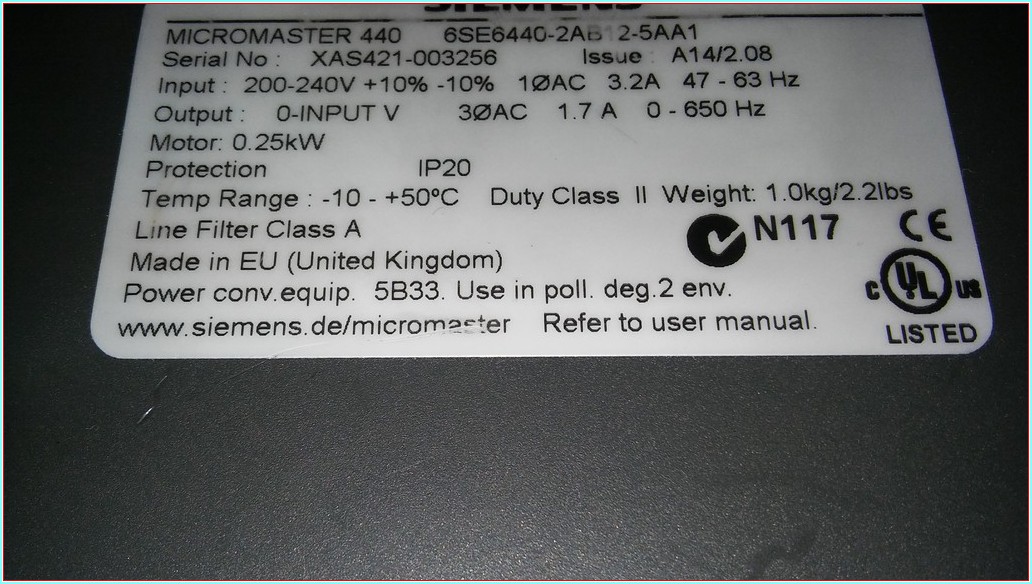 SIEMENS
MICROMASTER 440 6SE6440-2AB12-5AA1
Serial No : XAS421-003256 Issue : A14/2.08
Input : 200-240V +10% -10% 1ØAC 3.2A 47 - 63 Hz
Output : 0-INPUT V 3ØAC 1.7 A 0 - 650 Hz
Motor: 0.25kW
Protection IP20
Temp Range : -10 - +50ºC Duty Class II Weight: 1.0kg/2.2lbs
Line Filter Class A N117 CE
Made in EU (United Kingdom)
Power conv.equip. 5B33. Use in poll. deg.2 env. C UL US
www.siemens.de/micromaster Refer to user manual. LISTED